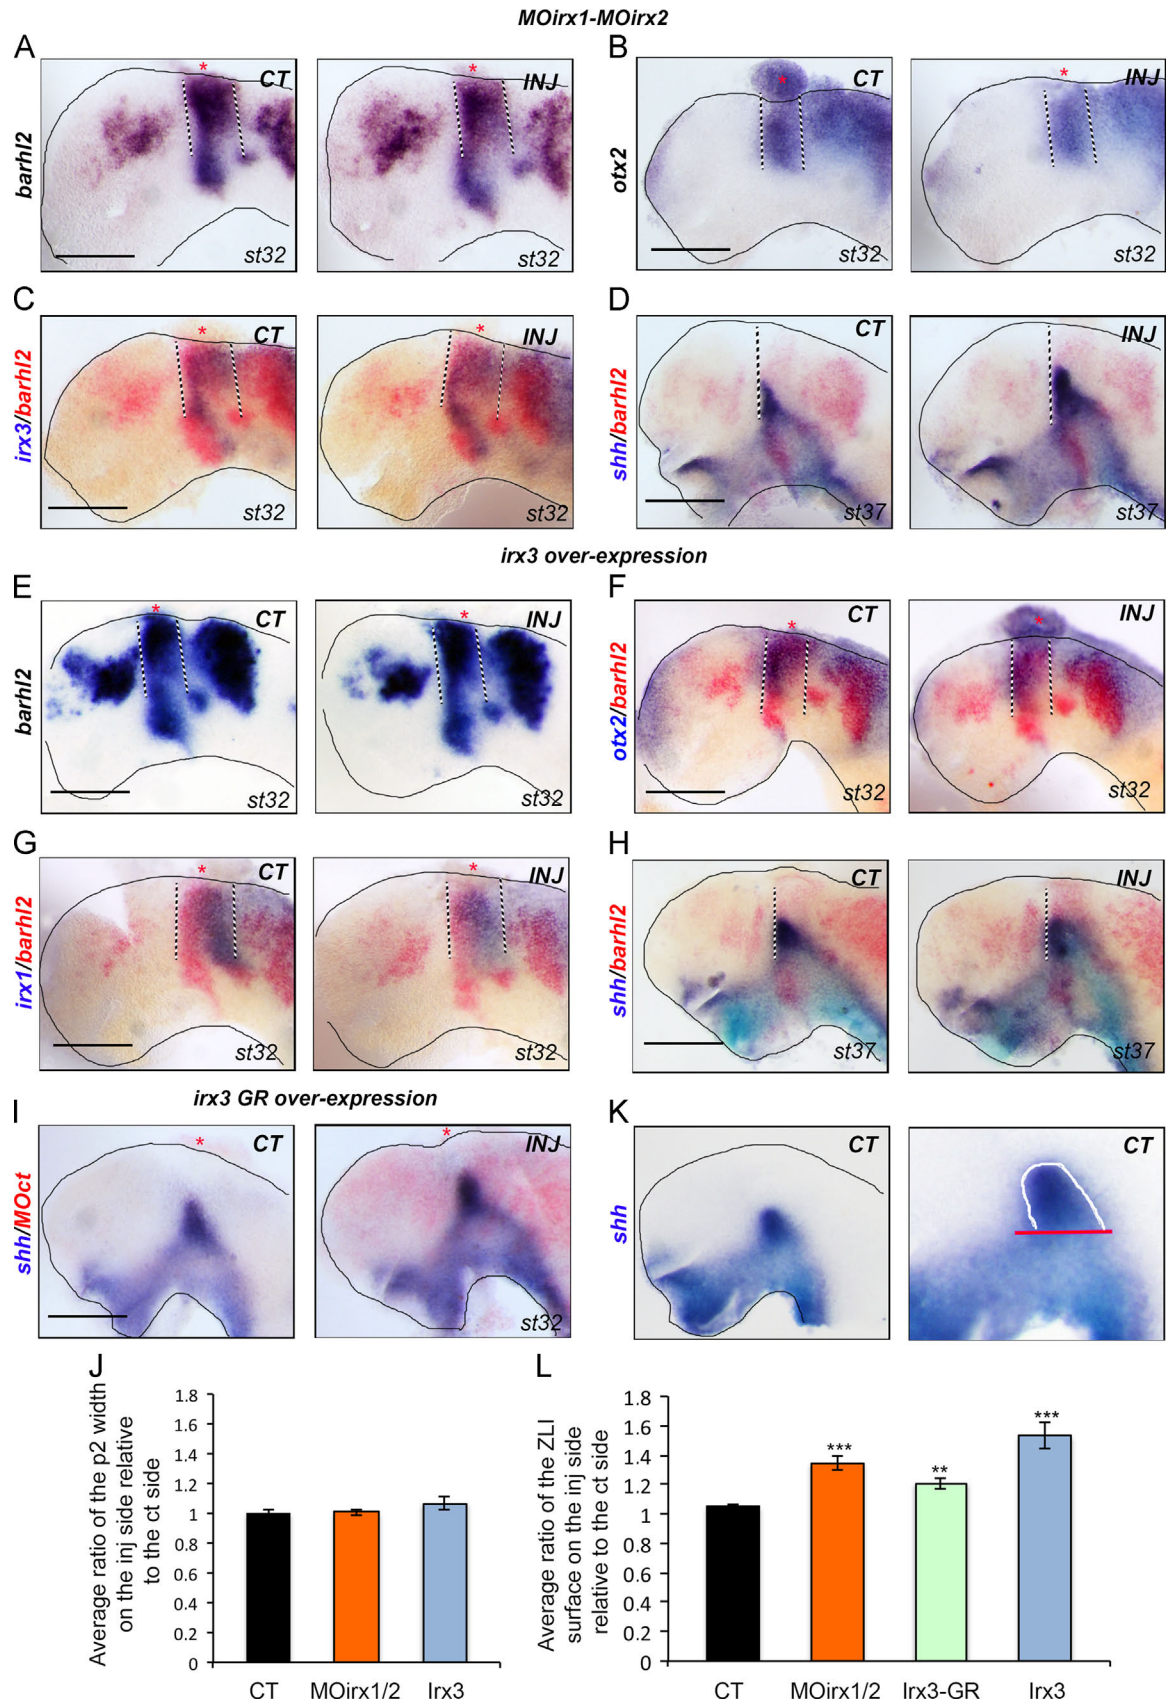 MOirx1-MOirx2
A
B
* CT
* INJ
* CT
* INJ
barhl2
otx2
st32
st32
st32
st32
C
D
* CT
* INJ
CT
INJ
irx3/barhl2
shh/barhl2
st32
st32
st37
st37
irx3 over-expression
E
F
* CT
* INJ
* CT
* INJ
barhl2
otx2/barhl2
st32
st32
st32
st32
G
H
* CT
* INJ
CT
INJ
irx1/barhl2
shh/barhl2
st32
st32
st37
st37
irx3 GR over-expression
I
K
* CT
* INJ
CT
CT
shh/MOct
shh
st32
J
Average ratio of the p2 width
on the inj side relative
to the ct side
1.8
1.6
1.4
1.2
1
0.8
0.6
0.4
0.2
0
CT MOirx1/2 Irx3
L
Average ratio of the ZLI
surface on the inj side
relative to the ct side
1.8
1.6
1.4
1.2
1
0.8
0.6
0.4
0.2
0
***
**
***
CT MOirx1/2 Irx3-GR Irx3